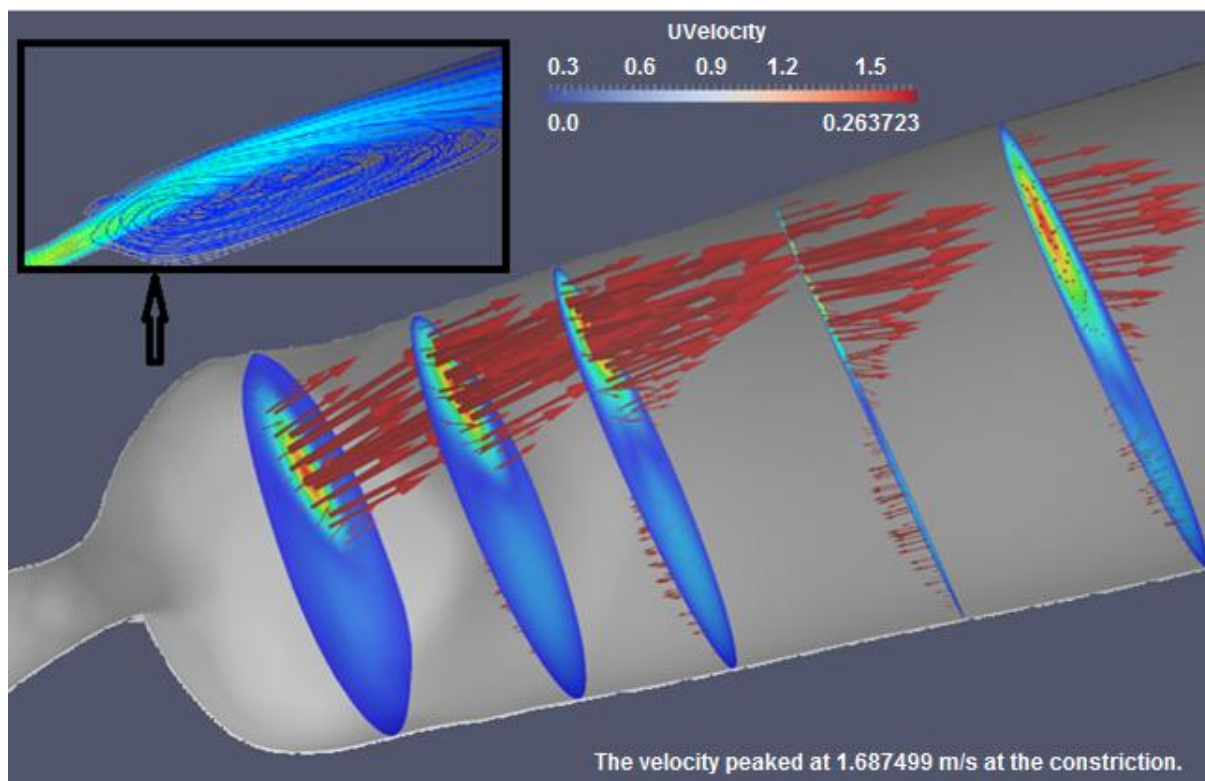 UVelocity
0.3 0.6 0.9 1.2 1.5
0.0 0.263723
The velocity peaked at 1.687499 m/s at the constriction.